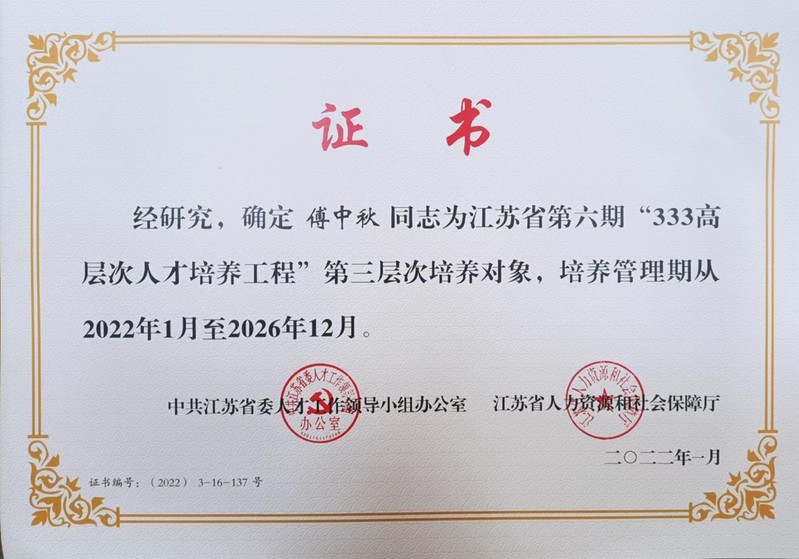 证 书
经研究，确定 傅中秋 同志为江苏省第六期“333高
层次人才培养工程”第三层次培养对象，培养管理期从
2022年1月至2026年12月。
中共江苏省委人才工作领导小组办公室 江苏省人力资源和社会保障厅
办公室
二〇二二年一月
证书编号：（2022） 3-16-137 号